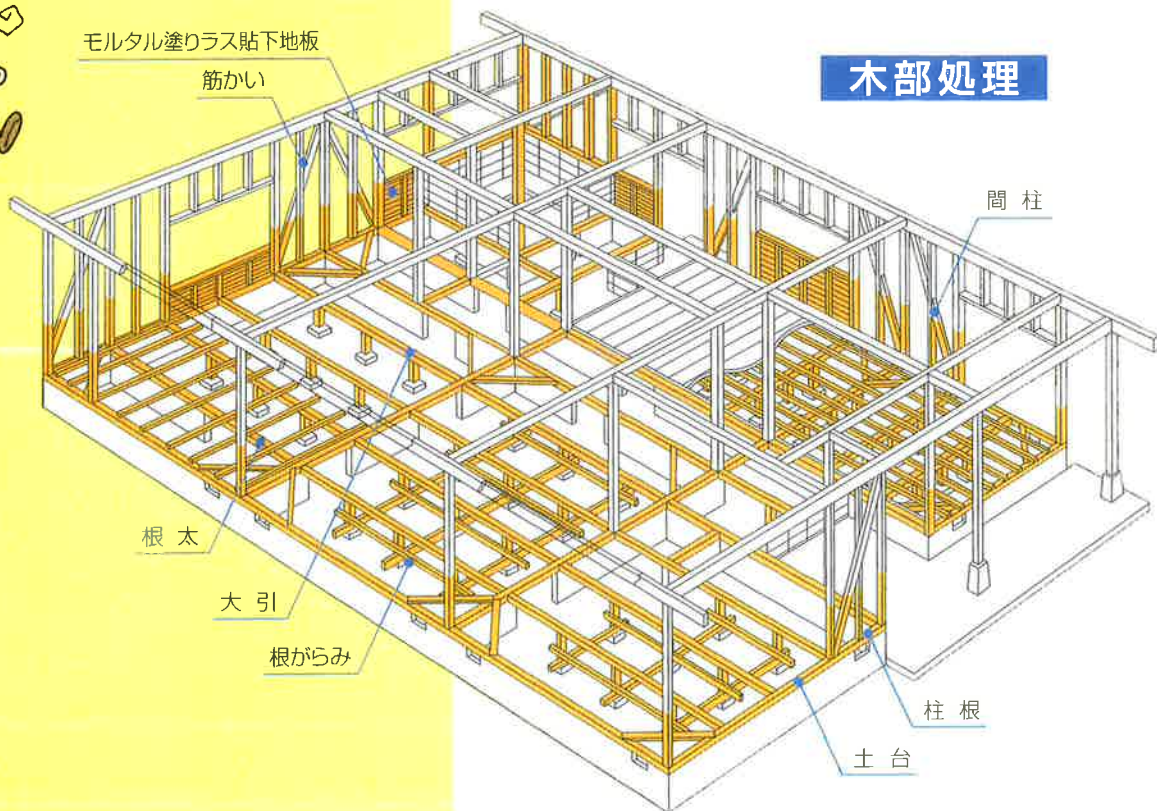 モルタル塗りラス貼下地板
筋かい
木部処理
間柱
根太
大引
根がらみ
柱根
土台